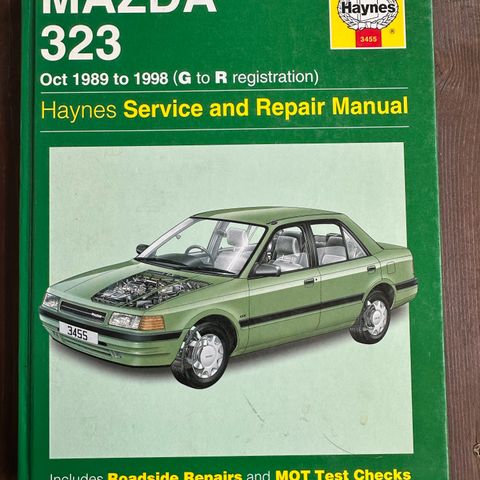 MAZDA
323
Haynes
3455
®
Oct 1989 to 1998 (G to R registration)
Haynes Service and Repair Manual
3455
Includes Roadside Repairs and MOT Test Checks